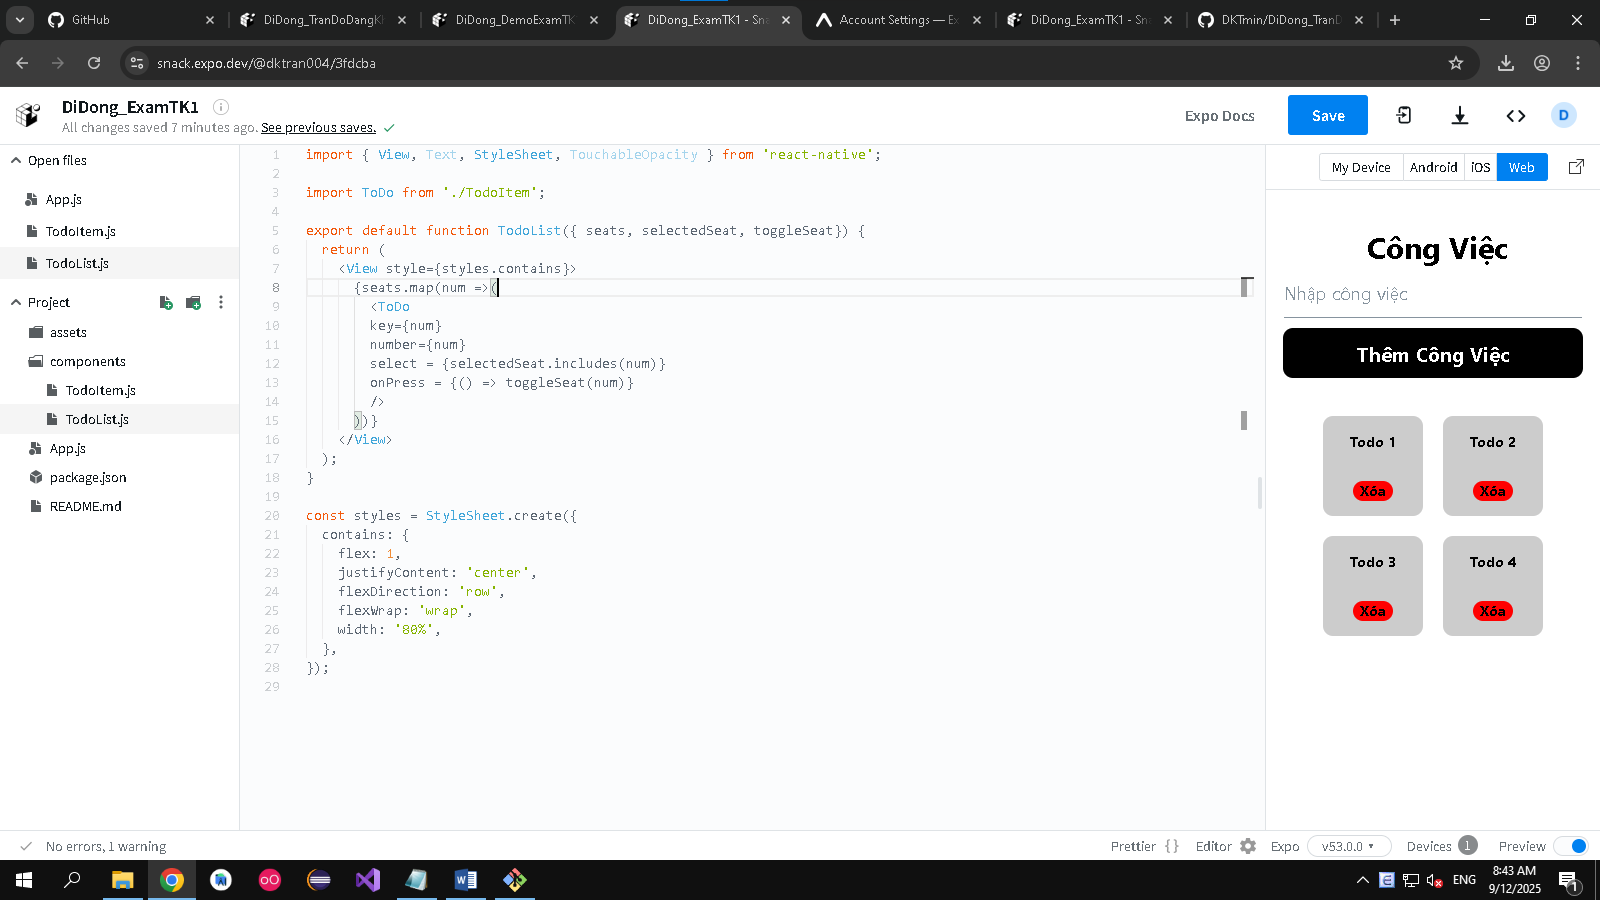 GitHub
DiDong_TranDoDangKl
DiDong_DemoExamTK
DiDong_ExamTK1 - Sna
Account Settings — Ex
DiDong_ExamTK1 - Sna
DKTmin/DiDong_TranD
snack.expo.dev/@dktran004/3fdcba
DiDong_ExamTK1
All changes saved 7 minutes ago. See previous saves.
Expo Docs
Save
D
Open files
App.js
TodoItem.js
TodoList.js
Project
assets
components
TodoItem.js
TodoList.js
App.js
package.json
README.md
1 import { View, Text, StyleSheet, TouchableOpacity } from 'react-native';
2
3 import ToDo from './TodoItem';
4
5 export default function TodoList({ seats, selectedSeat, toggleSeat}) {
6 return (
7 <View style={styles.contains}>
8 {seats.map(num =>(
9 <ToDo
10 key={num}
11 number={num}
12 select = {selectedSeat.includes(num)}
13 onPress = {() => toggleSeat(num)}
14 />
15 ))}
16 </View>
17 );
18 }
19
20 const styles = StyleSheet.create({
21 contains: {
22 flex: 1,
23 justifyContent: 'center',
24 flexDirection: 'row',
25 flexWrap: 'wrap',
26 width: '80%',
27 },
28 });
29
My Device
Android
iOS
Web
Công Việc
Nhập công việc
Thêm Công Việc
Todo 1
Todo 2
Xóa
Xóa
Todo 3
Todo 4
Xóa
Xóa
No errors, 1 warning
Prettier { }
Editor
Expo
v53.0.0
Devices 1
Preview
ENG
8:43 AM
9/12/2025
1